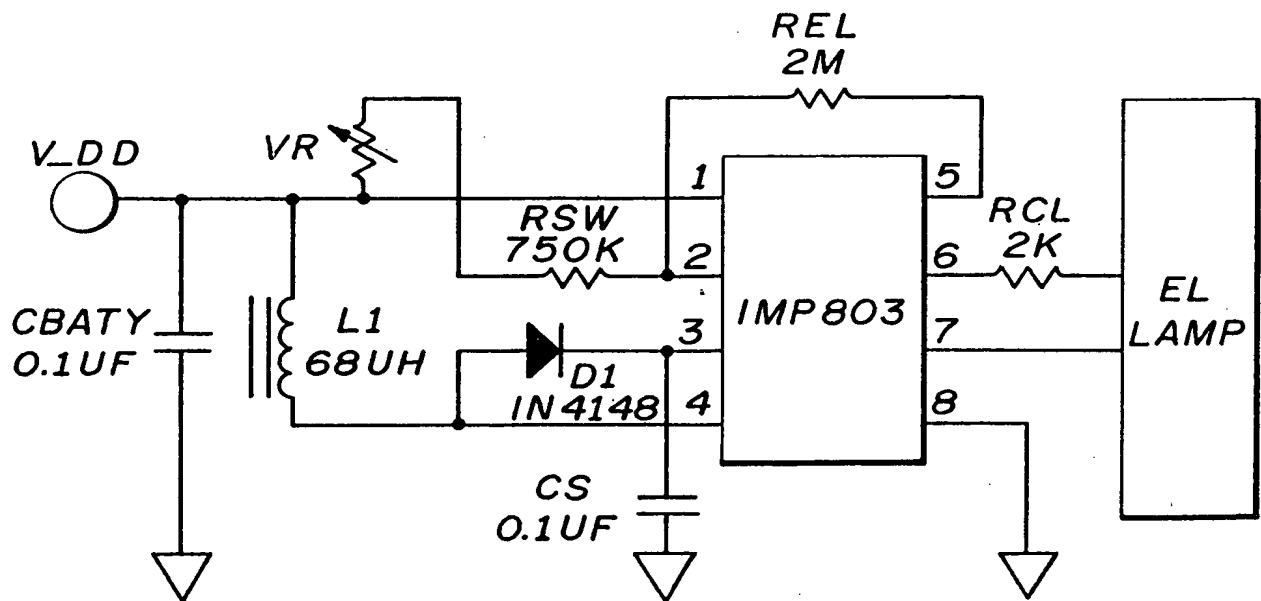 REL
2M
V_DD
VR
1
5
RSW
750K
RCL
2K
2
6
IMP803
EL
LAMP
CBATY
0.1UF
L1
68UH
3
7
D1
IN4148
4
8
CS
0.1UF